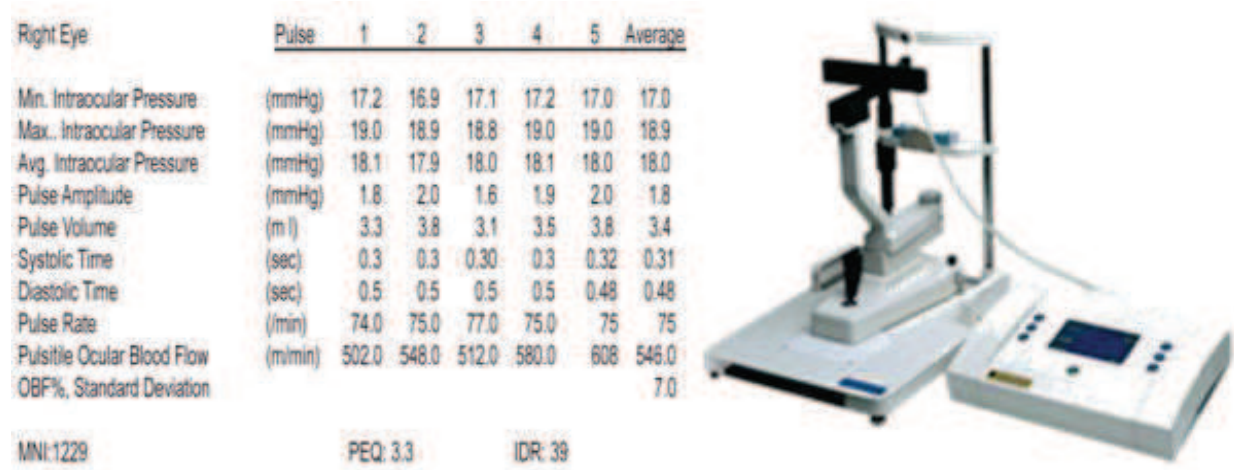 Right Eye Pulse 1 2 3 4 5 Average
Min. Intraocular Pressure (mmHg) 17.2 16.9 17.1 17.2 17.0 17.0
Max.. Intraocular Pressure (mmHg) 19.0 18.9 18.8 19.0 19.0 18.9
Avg. Intraocular Pressure (mmHg) 18.1 17.9 18.0 18.1 18.0 18.0
Pulse Amplitude (mmHg) 1.8 2.0 1.6 1.9 2.0 1.8
Pulse Volume (m l) 3.3 3.8 3.1 3.5 3.8 3.4
Systolic Time (sec) 0.3 0.3 0.30 0.3 0.32 0.31
Diastolic Time (sec) 0.5 0.5 0.5 0.5 0.48 0.48
Pulse Rate (/min) 74.0 75.0 77.0 75.0 75 75
Pulsitile Ocular Blood Flow (m/min) 502.0 548.0 512.0 580.0 608 546.0
OBF%, Standard Deviation 7.0
MNI:1229 PEQ: 3.3 IDR: 39